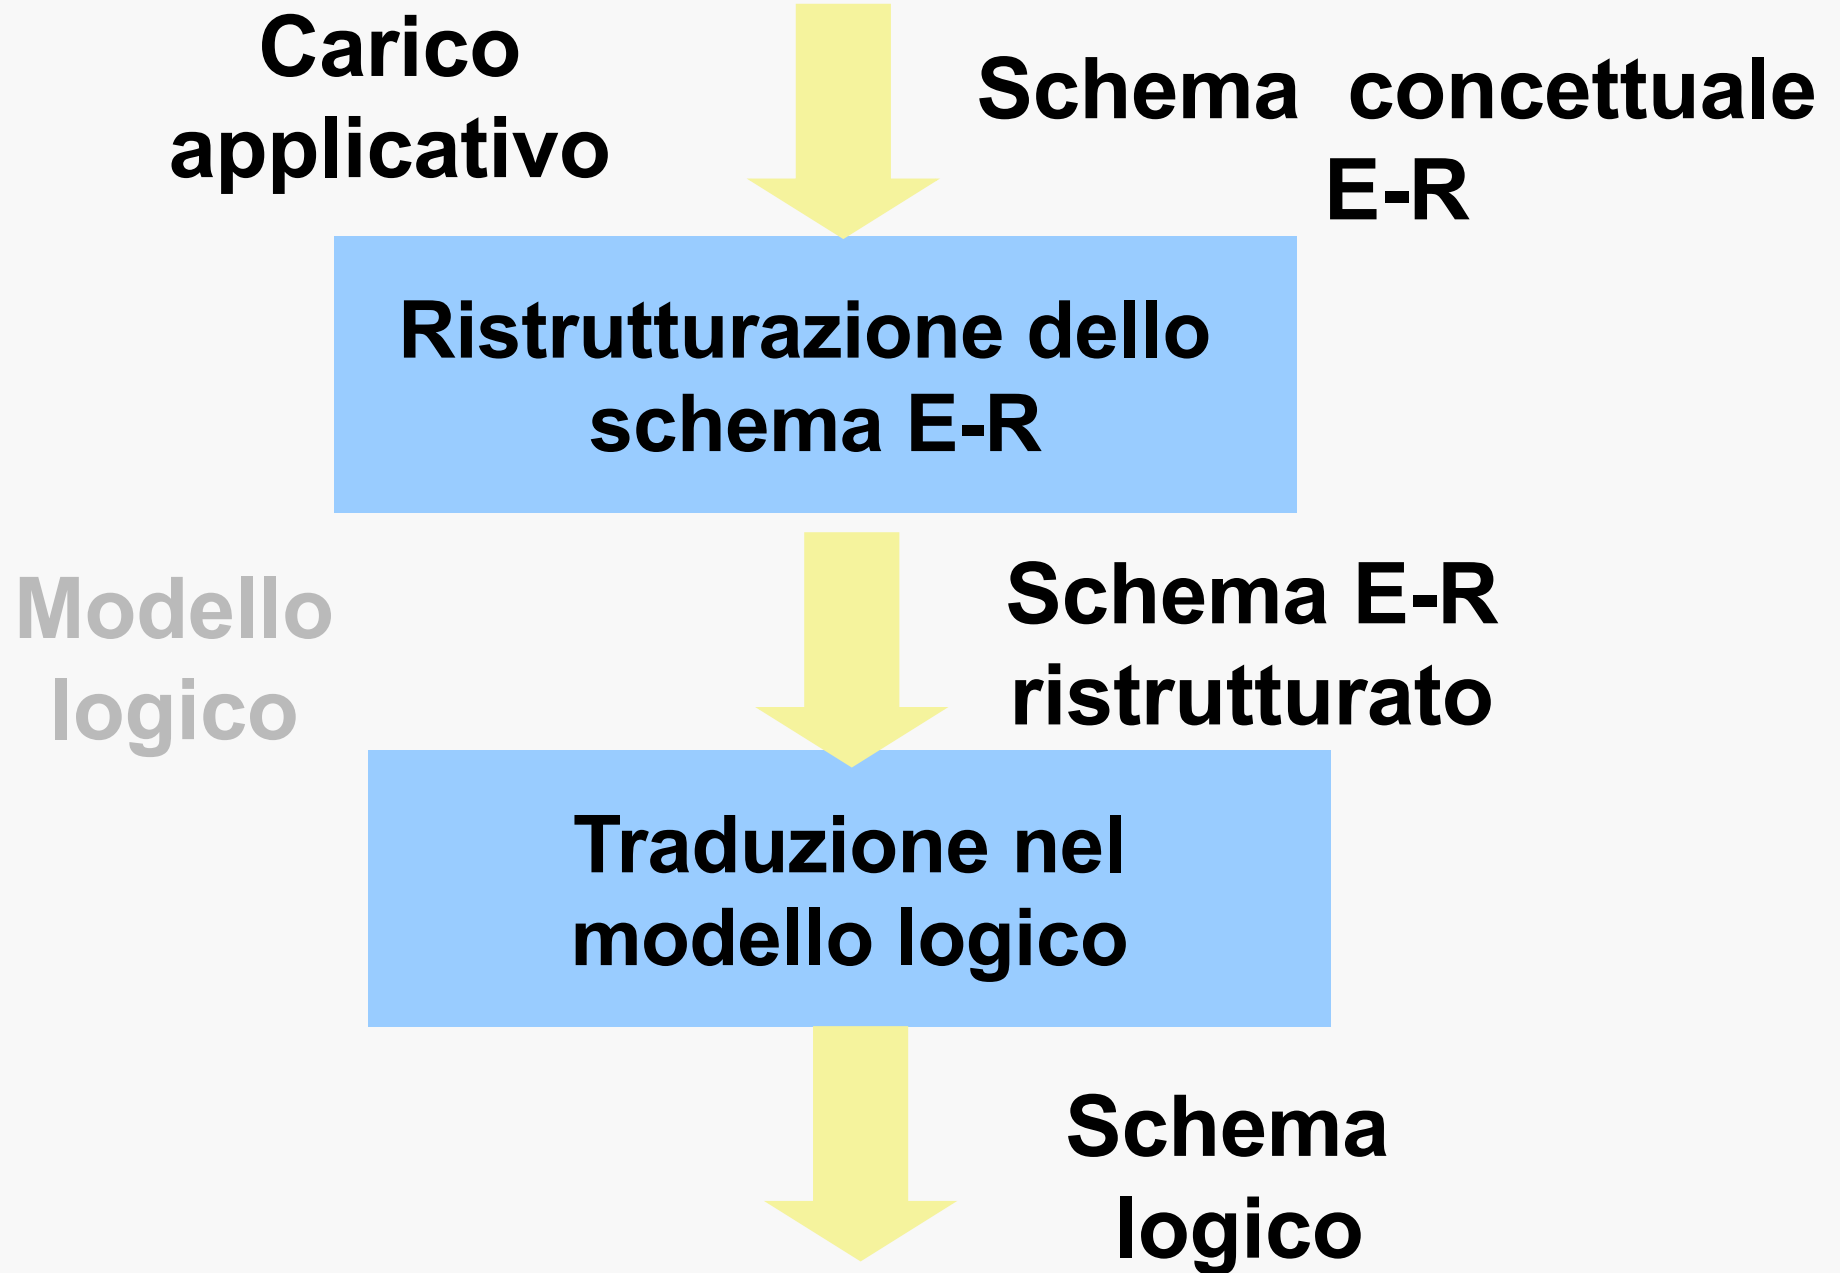 Carico
applicativo
Schema concettuale
E-R
Ristrutturazione dello
schema E-R
Modello
logico
Schema E-R
ristrutturato
Traduzione nel
modello logico
Schema
logico